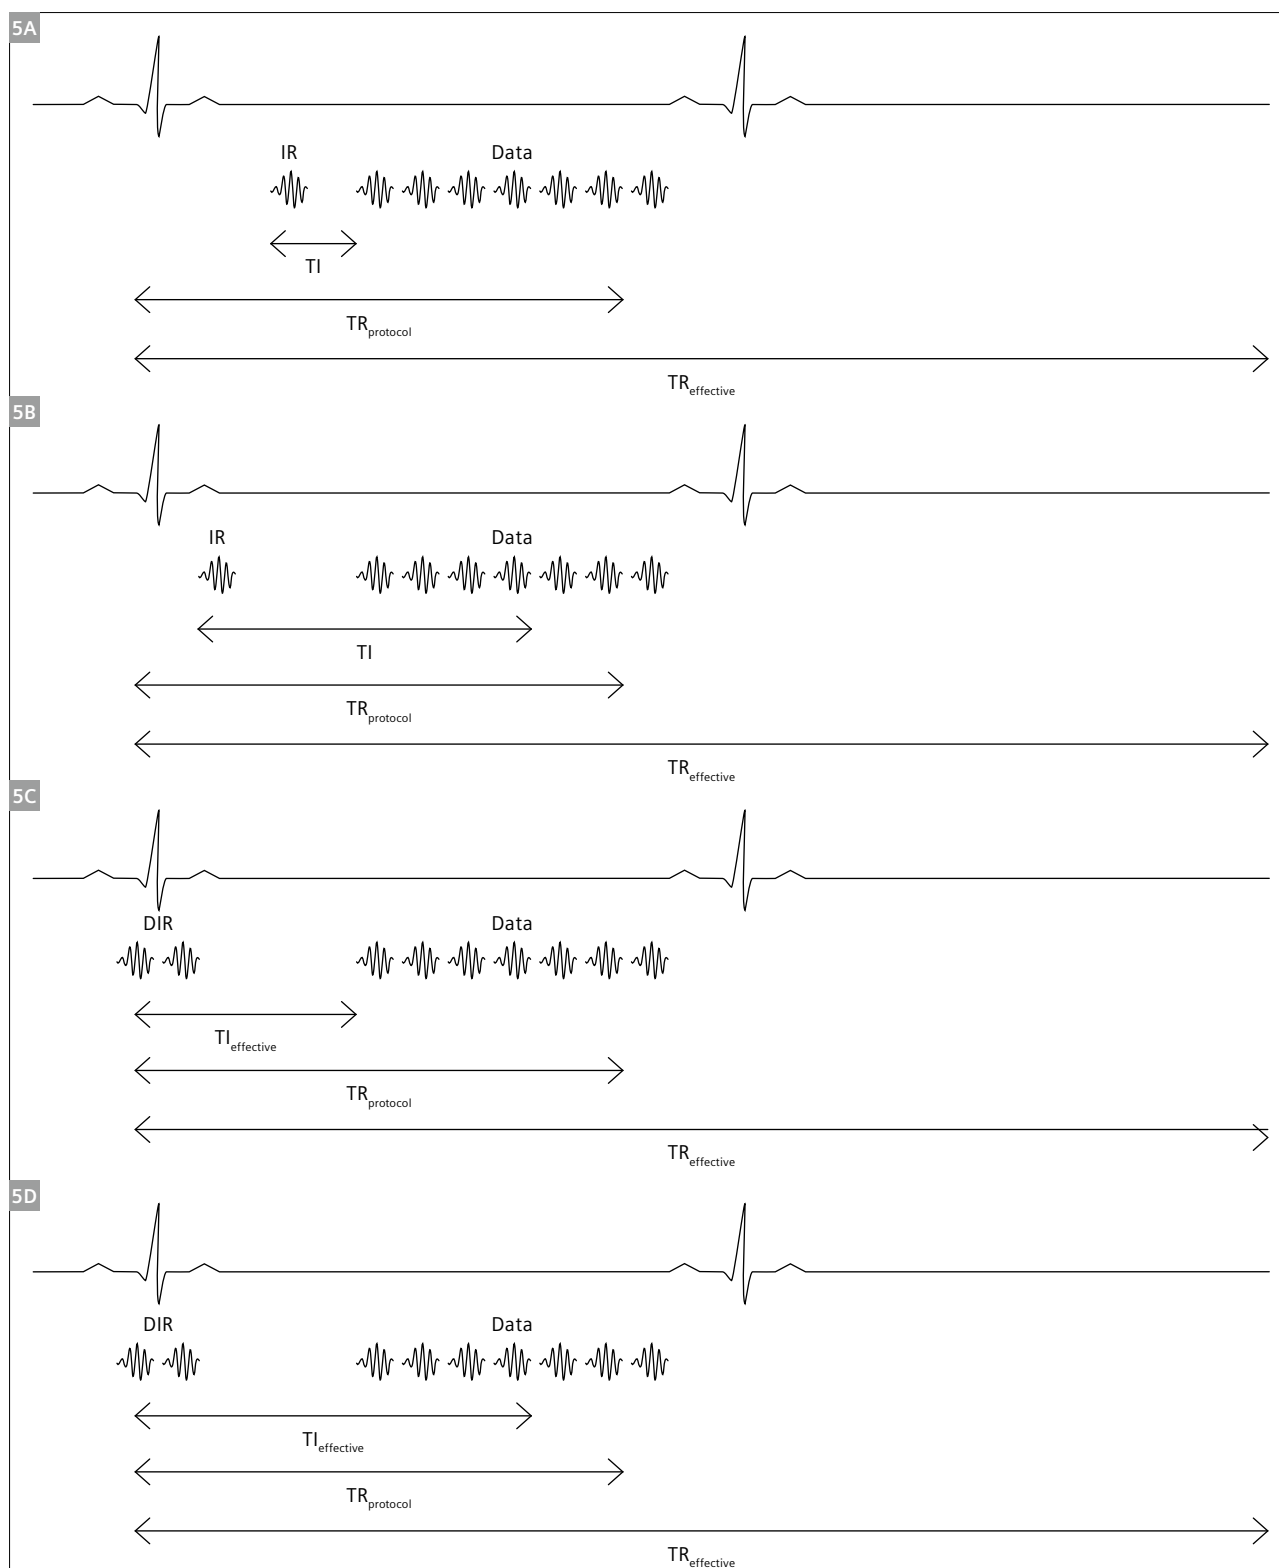 5A
IR Data
TI
TRprotocol
TReffective
5B
IR Data
TI
TRprotocol
TReffective
5C
DIR Data
TIeffective
TRprotocol
TReffective
5D
DIR Data
TIeffective
TRprotocol
TReffective